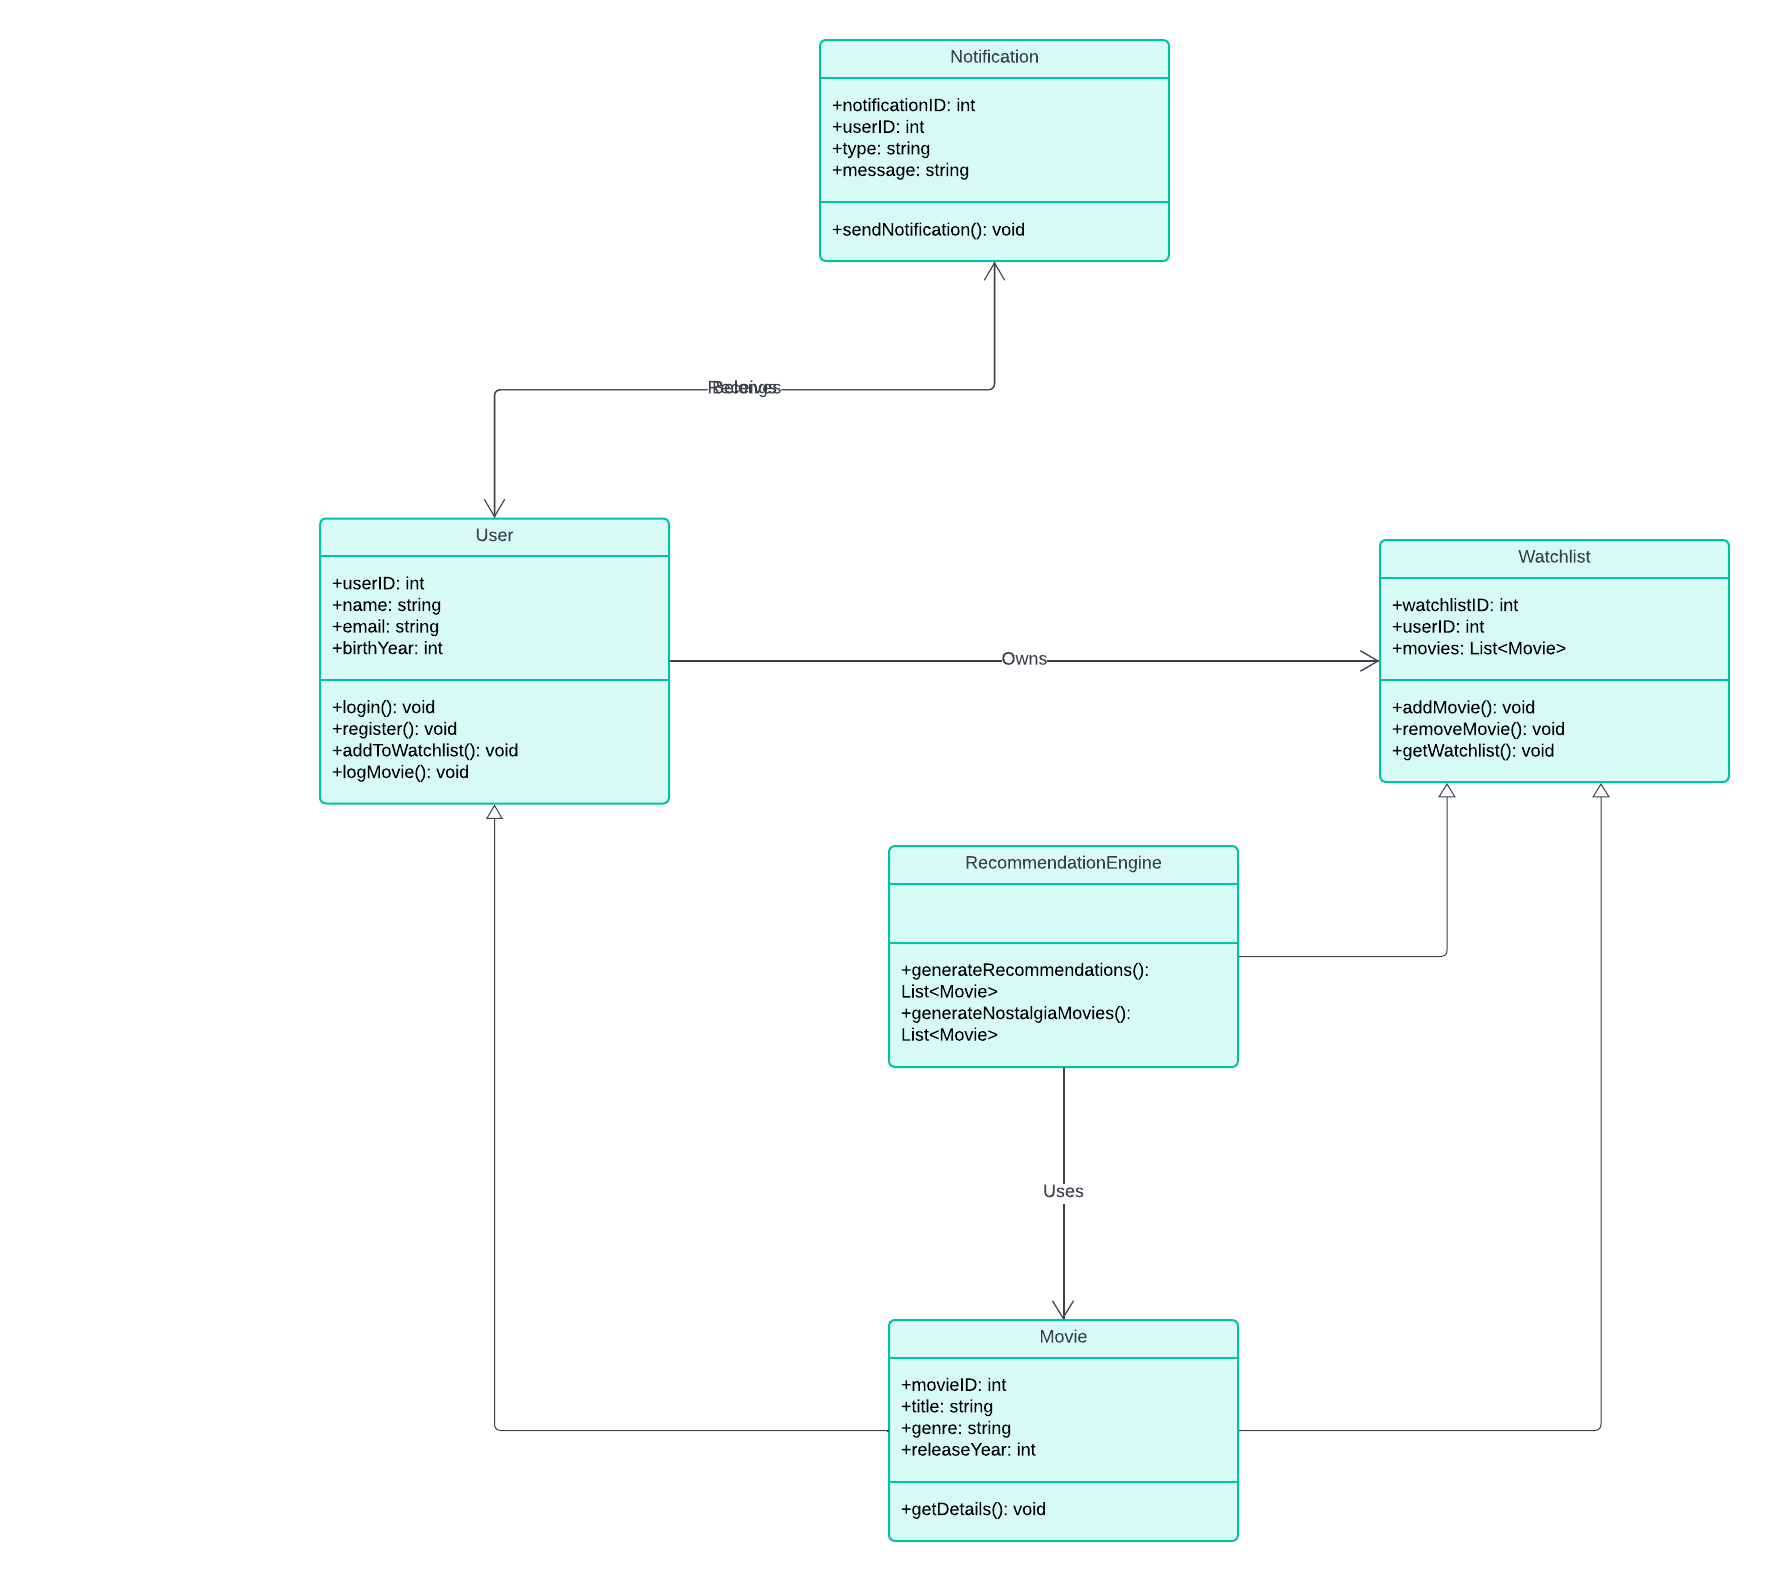 Notification
+notificationID: int
+userID: int
+type: string
+message: string
+sendNotification(): void
User
+userID: int
+name: string
+email: string
+birthYear: int
+login(): void
+register(): void
+addToWatchlist(): void
+logMovie(): void
Owns
Watchlist
+watchlistID: int
+userID: int
+movies: List<Movie>
+addMovie(): void
+removeMovie(): void
+getWatchlist(): void
RecommendationEngine
+generateRecommendations():
List<Movie>
+generateNostalgiaMovies():
List<Movie>
Uses
Movie
+movieID: int
+title: string
+genre: string
+releaseYear: int
+getDetails(): void